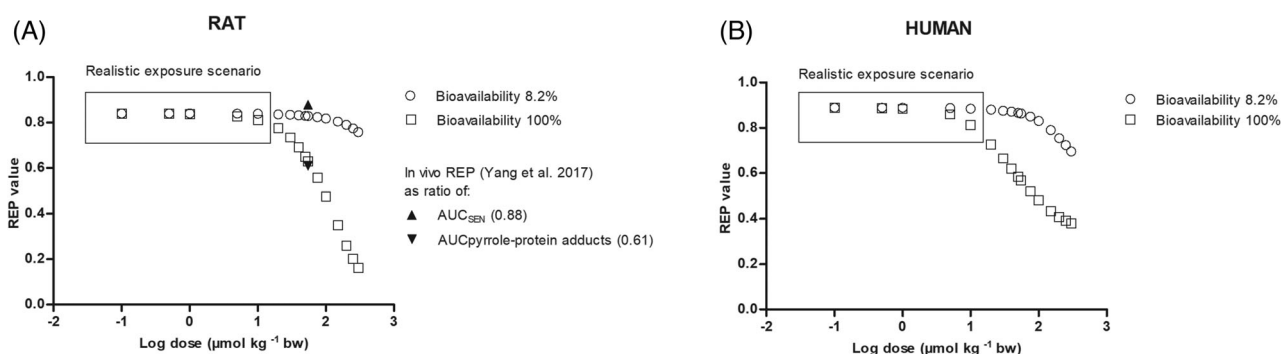 (A)
RAT
Realistic exposure scenario
1.0
0.8
0.6
0.4
0.2
0.0
REP value
-2
-1
0
1
2
3
Log dose (µmol kg ⁻¹ bw)
Bioavailability 8.2%
Bioavailability 100%
In vivo REP (Yang et al. 2017)
as ratio of:
AUCSEN (0.88)
AUCpyrrole-protein adducts (0.61)
(B)
HUMAN
Realistic exposure scenario
1.0
0.8
0.6
0.4
0.2
0.0
REP value
-2
-1
0
1
2
3
Log dose (µmol kg ⁻¹ bw)
Bioavailability 8.2%
Bioavailability 100%